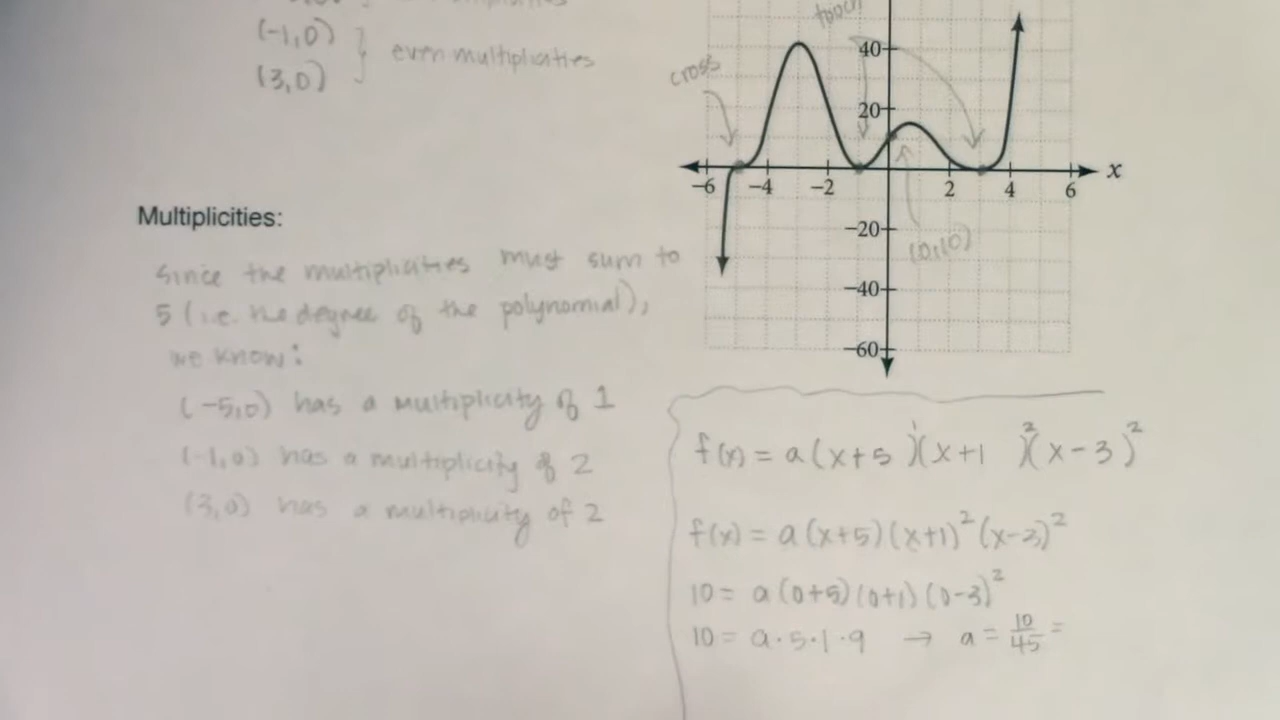 (-1,0)
(3,0)
even multiplicities
Multiplicities:
Since the multiplicities must sum to
5 (i.e. the degree of the polynomial),
we know:
(-5,0) has a multiplicity of 1
(-1,0) has a multiplicity of 2
(3,0) has a multiplicity of 2
touch
cross
40
20
x
−6 −4 −2 2 4 6
−20
(0,10)
−40
−60
f(x) = a(x+5)¹(x+1)²(x-3)²
f(x) = a(x+5)(x+1)²(x-3)²
10 = a(0+5)(0+1)(0-3)²
10 = a·5·1·9 → a = 10/45 =